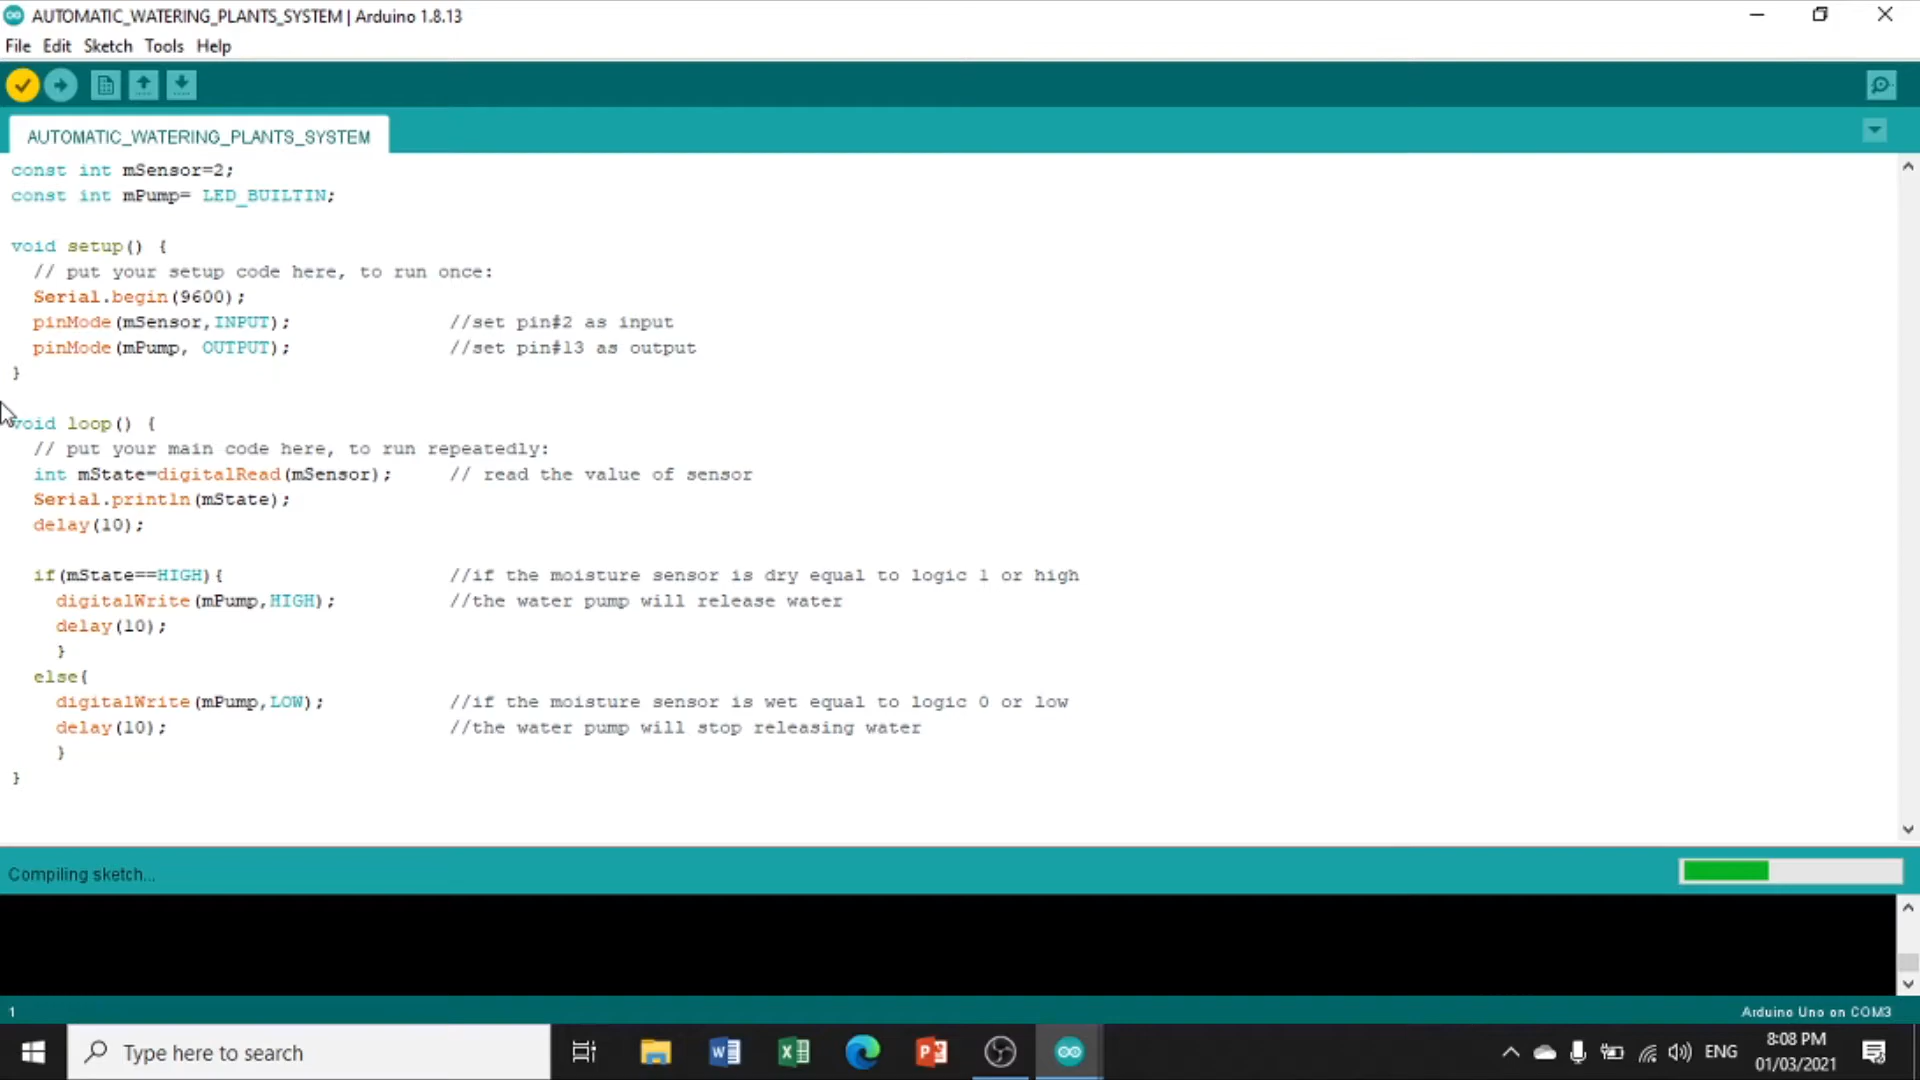 AUTOMATIC_WATERING_PLANTS_SYSTEM | Arduino 1.8.13
File Edit Sketch Tools Help
AUTOMATIC_WATERING_PLANTS_SYSTEM
const int mSensor=2;
const int mPump= LED_BUILTIN;
void setup() {
// put your setup code here, to run once:
Serial.begin(9600);
pinMode(mSensor,INPUT); //set pin#2 as input
pinMode(mPump, OUTPUT); //set pin#13 as output
}
void loop() {
// put your main code here, to run repeatedly:
int mState=digitalRead(mSensor); // read the value of sensor
Serial.println(mState);
delay(10);
if(mState==HIGH){ //if the moisture sensor is dry equal to logic 1 or high
digitalWrite(mPump,HIGH); //the water pump will release water
delay(10);
}
else{
digitalWrite(mPump,LOW); //if the moisture sensor is wet equal to logic 0 or low
delay(10); //the water pump will stop releasing water
}
}
Compiling sketch...
1 Arduino Uno on COM3
Type here to search
ENG
8:08 PM
01/03/2021